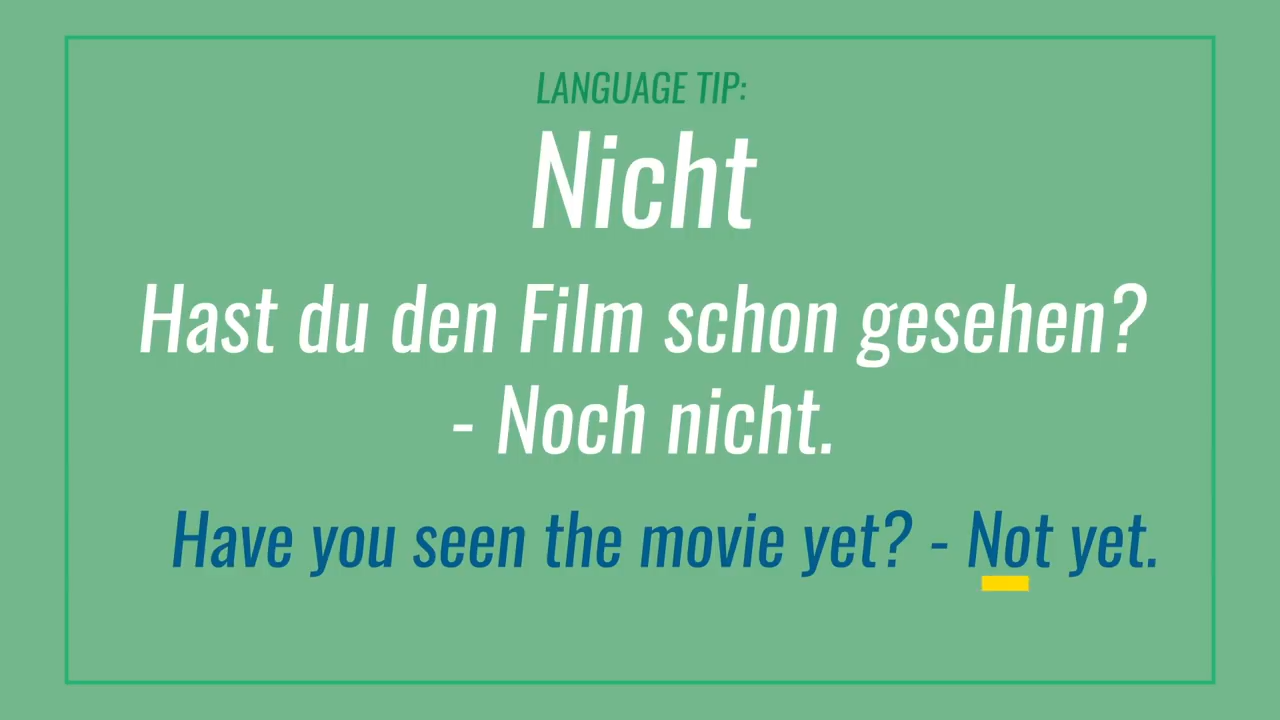 LANGUAGE TIP:
Nicht
Hast du den Film schon gesehen?
- Noch nicht.
Have you seen the movie yet? - Not yet.